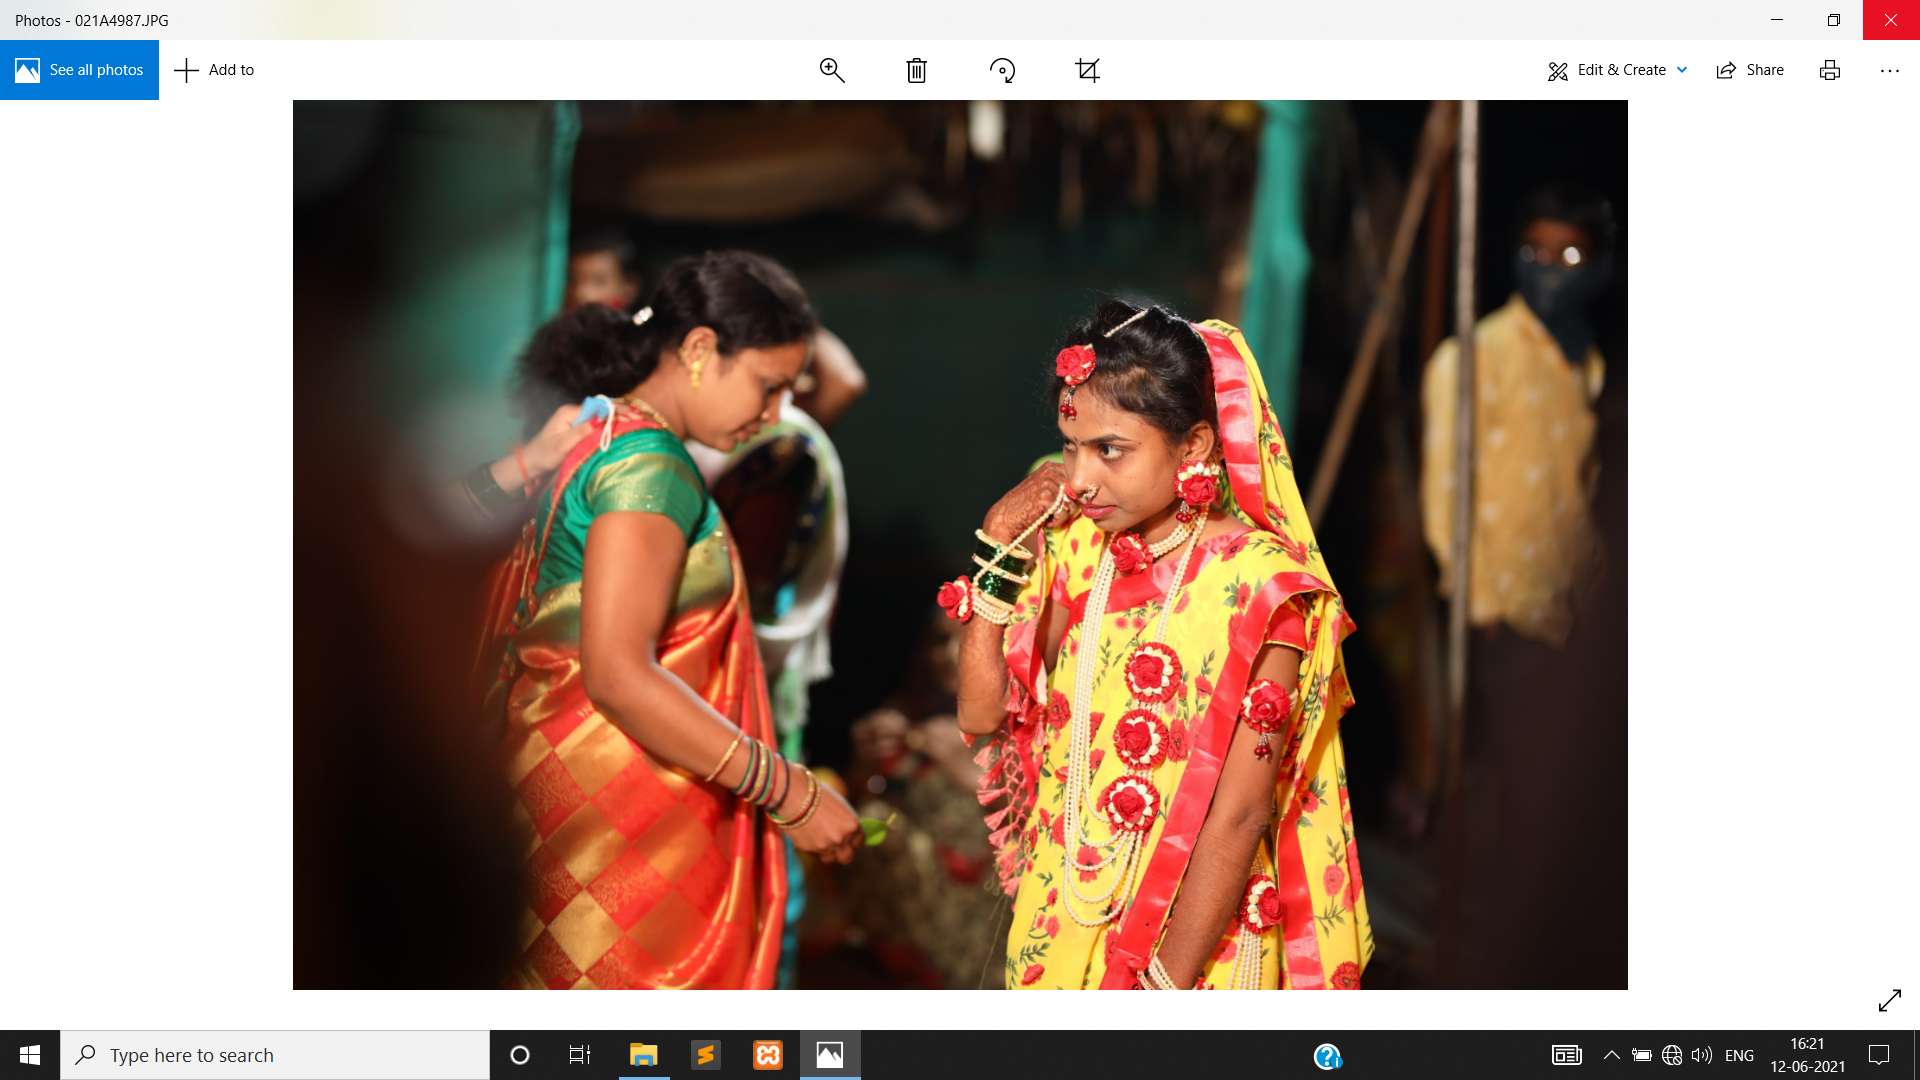 Photos - 021A4987.JPG
See all photos
Add to
Edit & Create
Share
Type here to search
ENG
16:21
12-06-2021